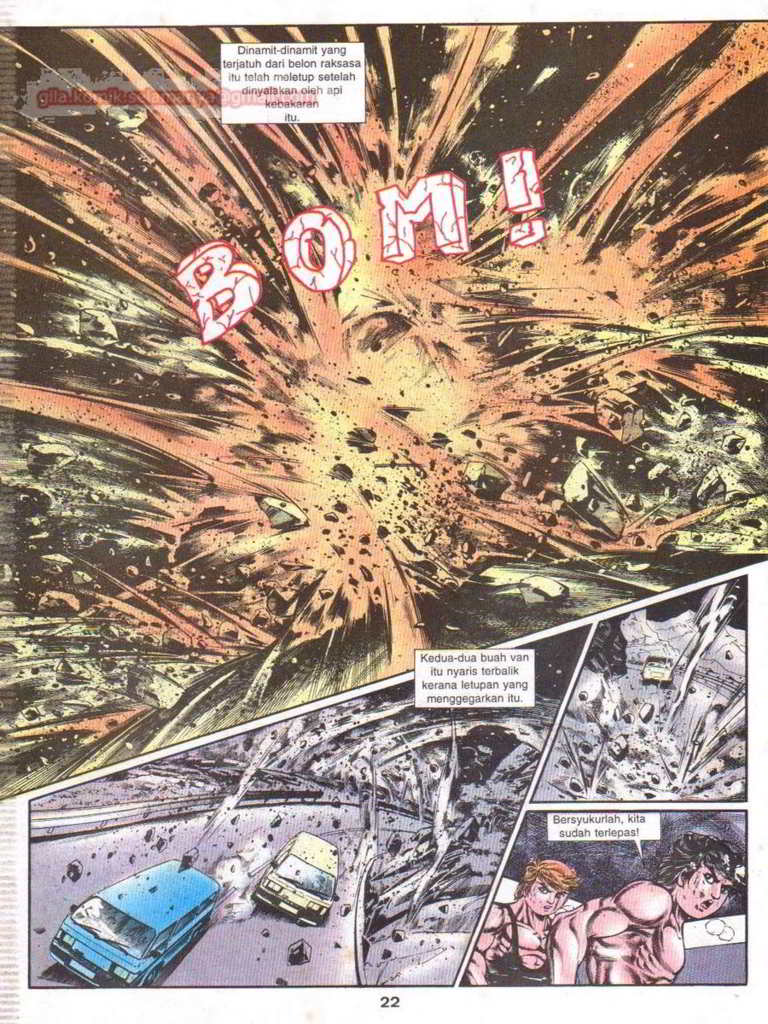 Dinamit-dinamit yang
terjatuh dari belon raksasa
itu telah meletup setelah
dinyalakan oleh api
kebakaran
itu.
BOM!
Kedua-dua buah van
itu nyaris terbalik
kerana letupan yang
menggegarkan itu.
Bersyukurlah, kita
sudah terlepas!
22